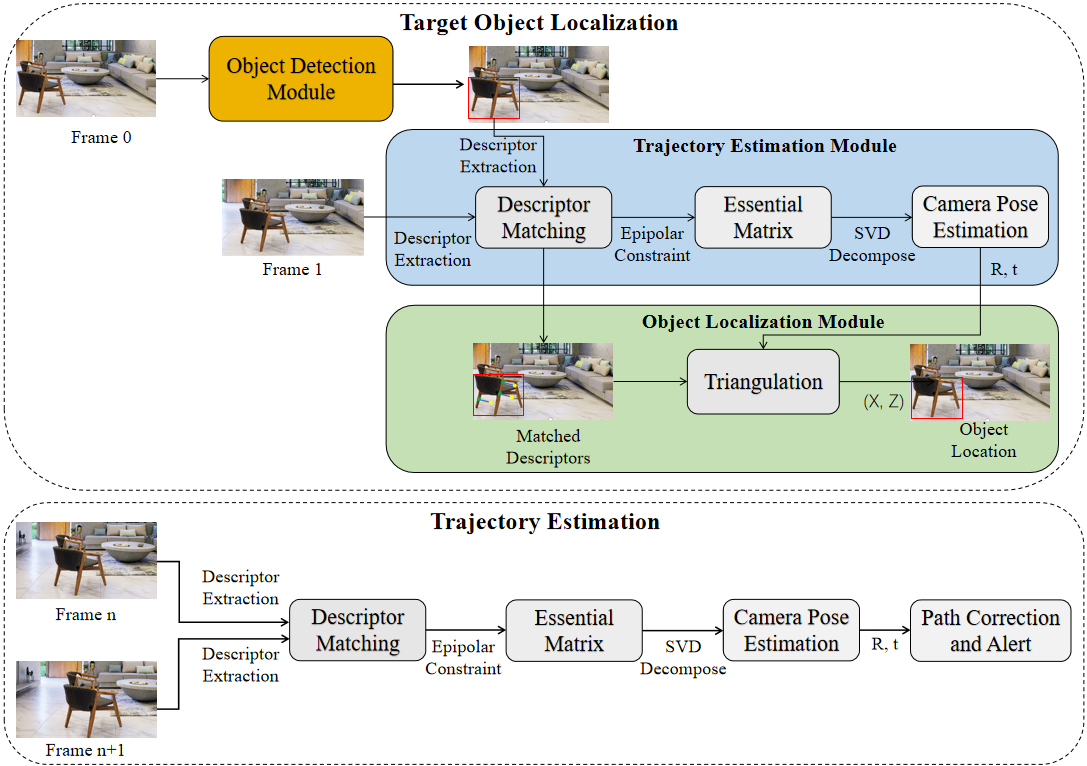 Target Object Localization
Frame 0
Object Detection
Module
Trajectory Estimation Module
Descriptor
Extraction
Frame 1
Descriptor
Extraction
Descriptor
Matching
Epipolar
Constraint
Essential
Matrix
SVD
Decompose
Camera Pose
Estimation
R, t
Object Localization Module
Matched
Descriptors
Triangulation
(X, Z)
Object
Location
Trajectory Estimation
Frame n
Descriptor
Extraction
Frame n+1
Descriptor
Extraction
Descriptor
Matching
Epipolar
Constraint
Essential
Matrix
SVD
Decompose
Camera Pose
Estimation
R, t
Path Correction
and Alert